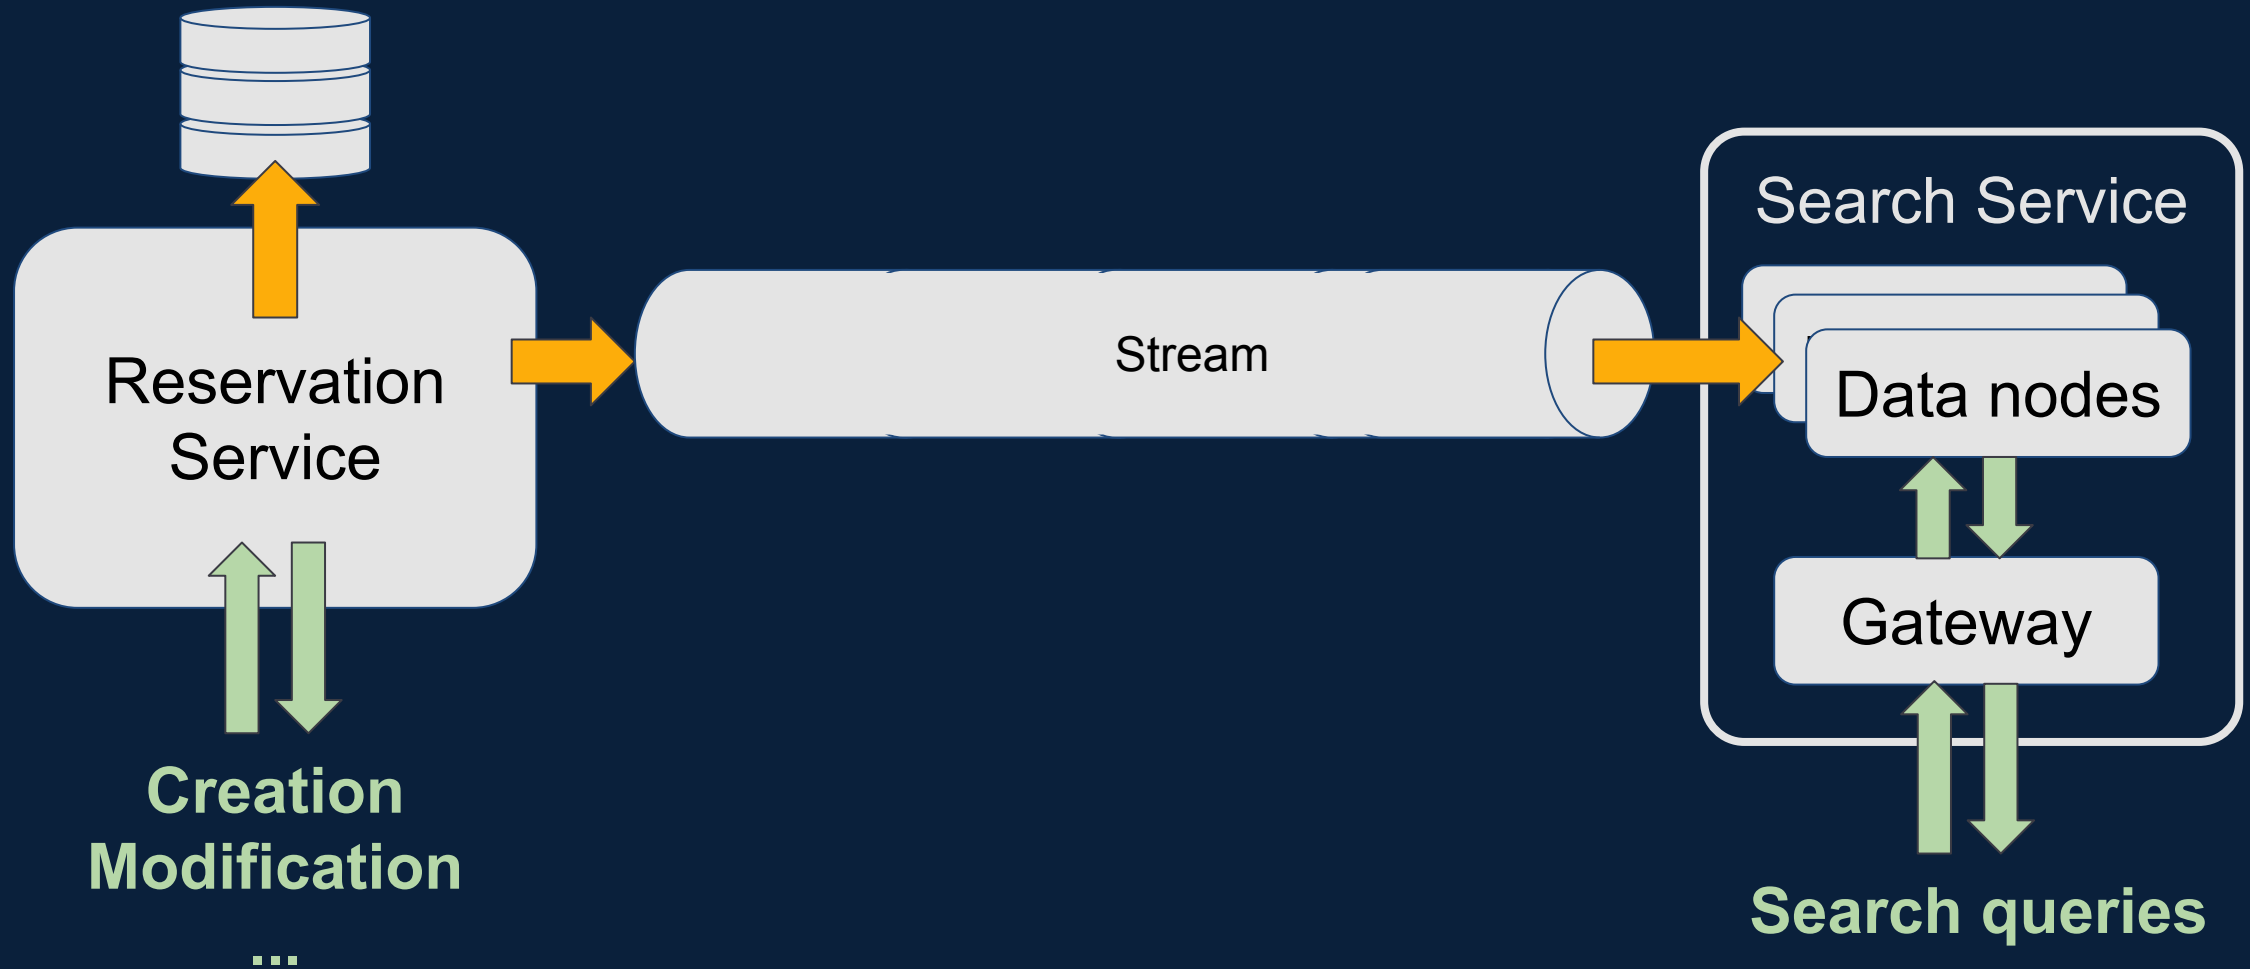 Search Service
Reservation
Service
Stream
Data nodes
Gateway
Creation
Modification
...
Search queries